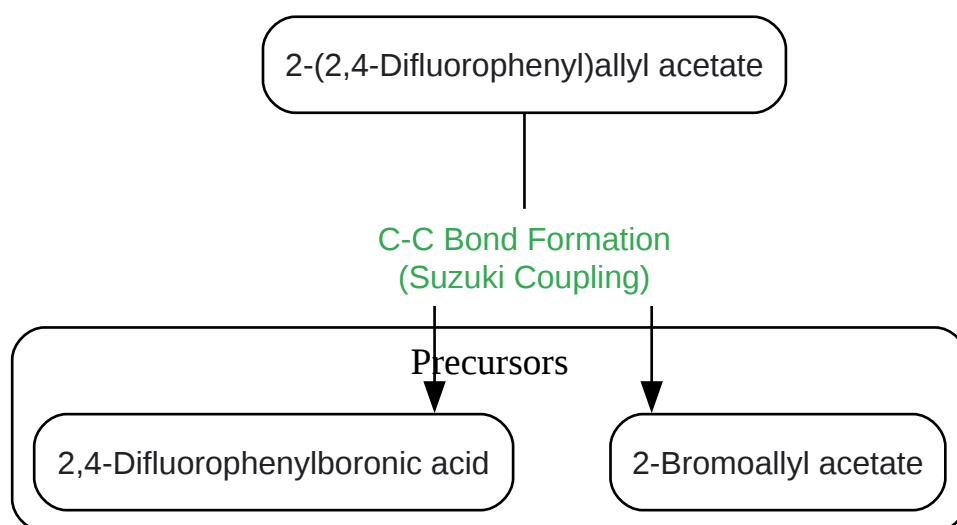 2-(2,4-Difluorophenyl)allyl acetate
C-C Bond Formation
(Suzuki Coupling)
Precursors
2,4-Difluorophenylboronic acid
2-Bromoallyl acetate